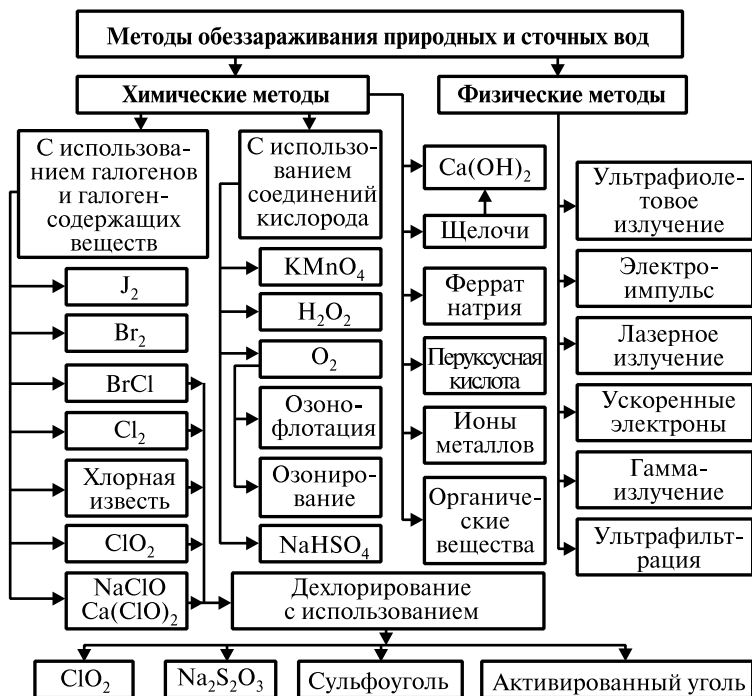 Методы обеззараживания природных и сточных вод
Химические методы
Физические методы
С использова-
нием галогенов
и галоген-
содержащих
веществ
J₂
Br₂
BrCl
Cl₂
Хлорная
известь
ClO₂
NaClO
Ca(ClO)₂
С использо-
ванием
соединений
кислорода
KMnO₄
H₂O₂
O₂
Озоно-
флотация
Озониро-
вание
NaHSO₄
Ca(OH)₂
Щелочи
Феррат
натрия
Перуксусная
кислота
Ионы
металлов
Органиче-
ские
вещества
Ультрафиоле-
товое
излучение
Электро-
импульс
Лазерное
излучение
Ускоренные
электроны
Гамма-
излучение
Ультрафильт-
рация
Дехлорирование
с использованием
ClO₂
Na₂S₂O₃
Сульфоуголь
Активированный уголь